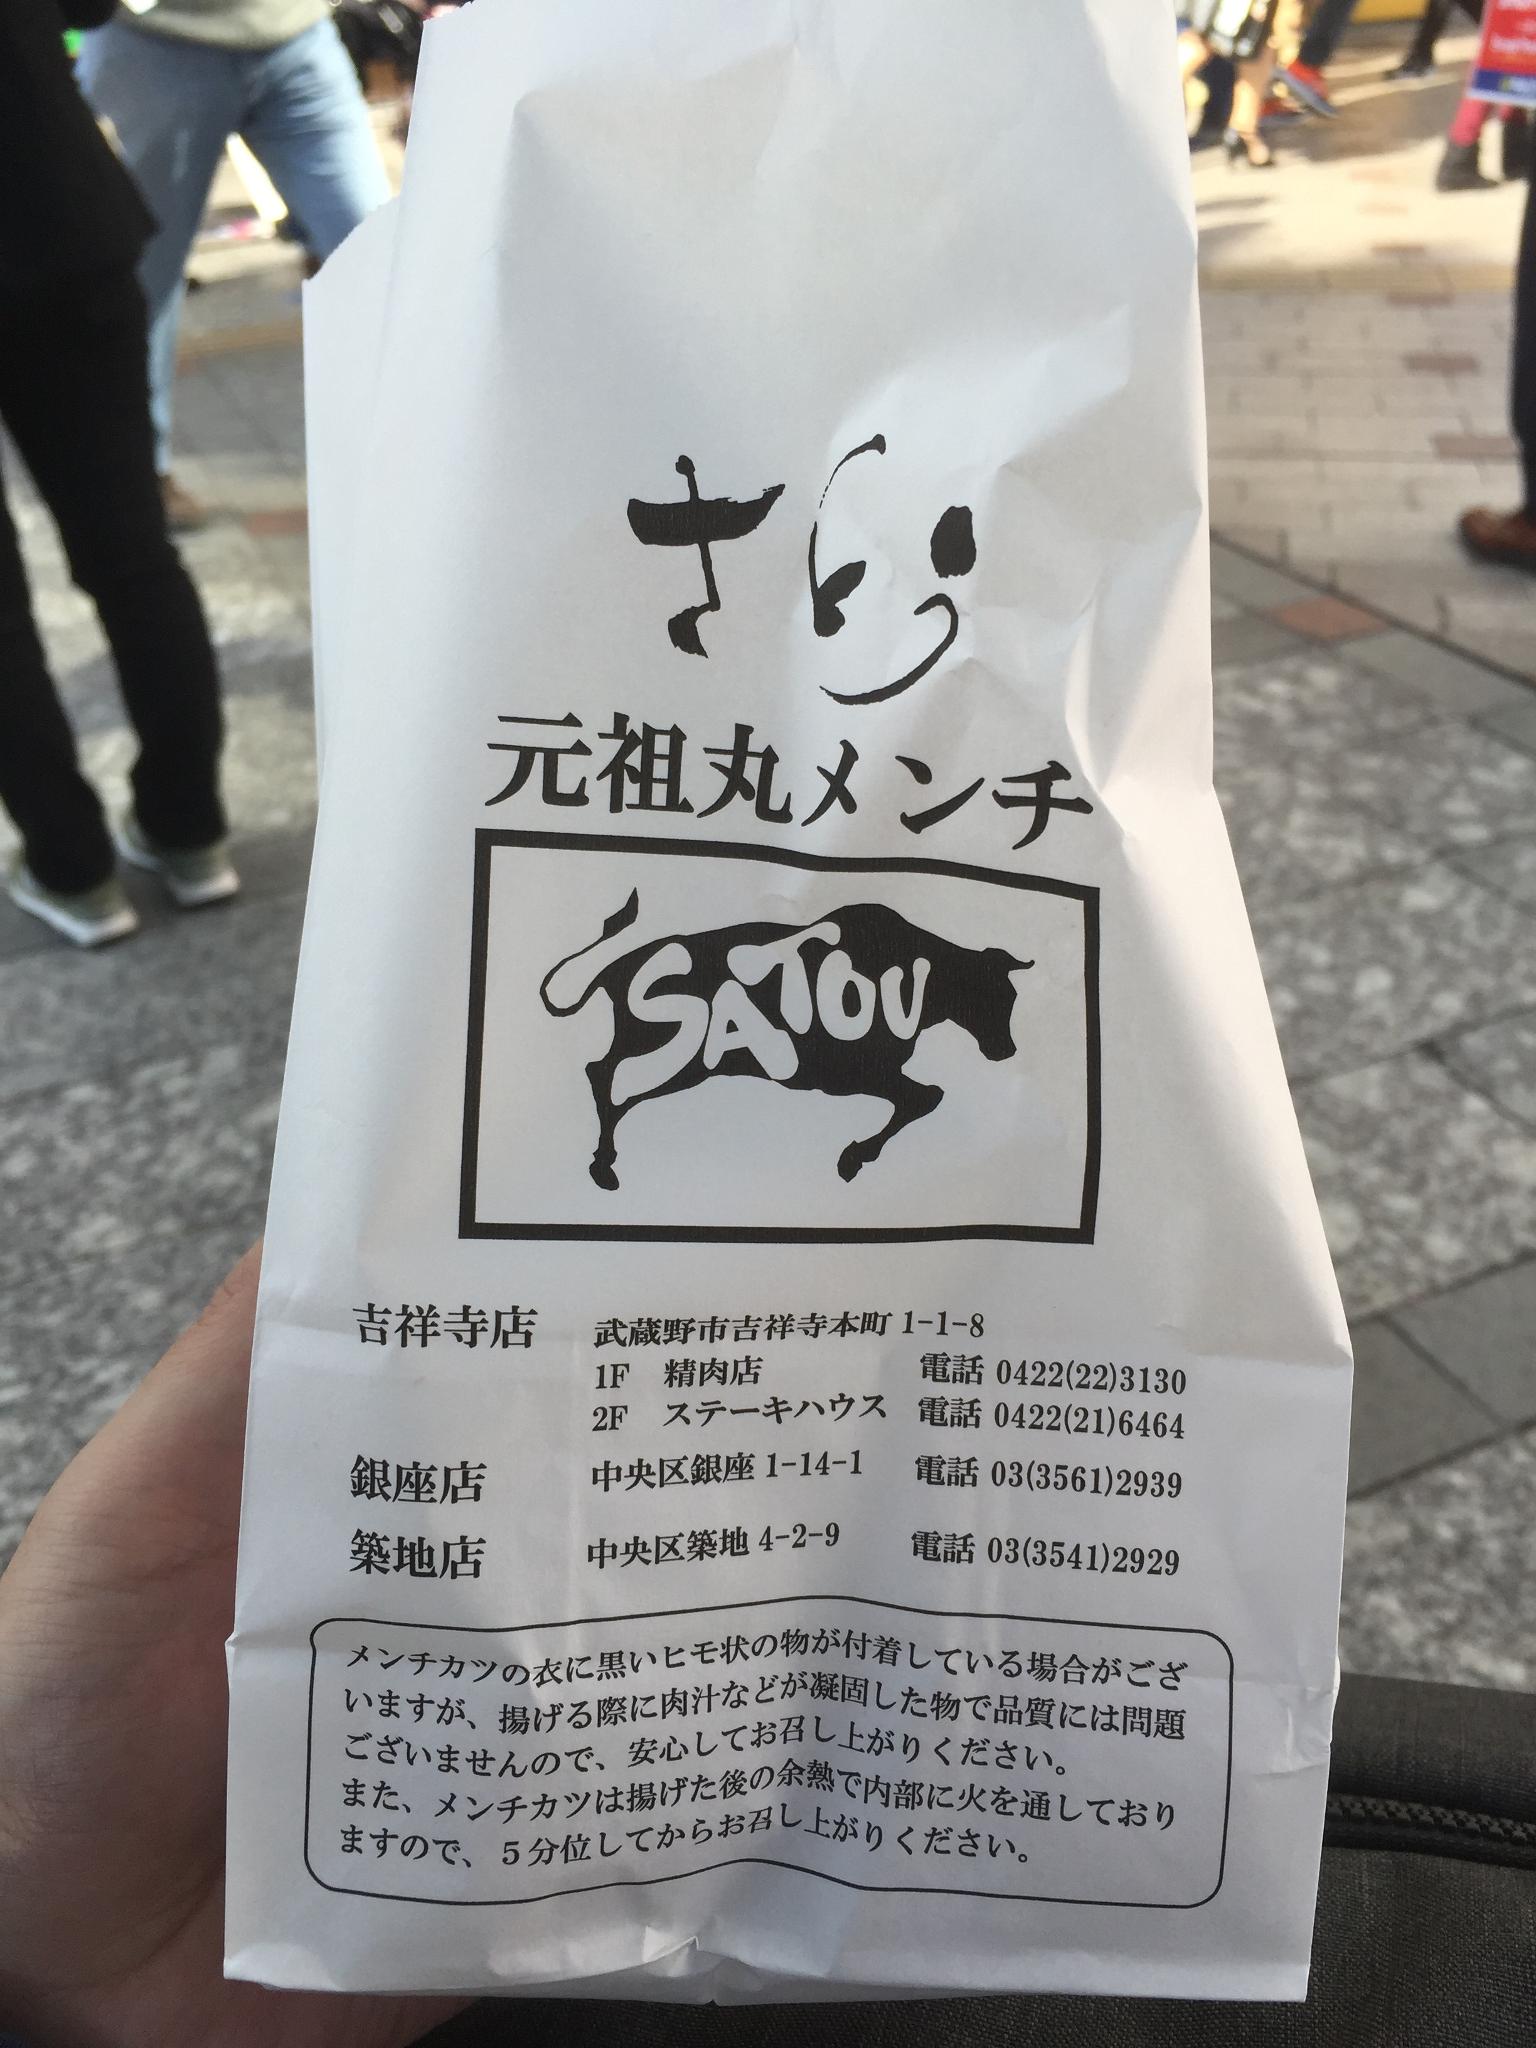 さとう
元祖丸メンチ
SATOU
吉祥寺店 武蔵野市吉祥寺本町 1-1-8
1F 精肉店 電話 0422(22)3130
2F ステーキハウス 電話 0422(21)6464
銀座店 中央区銀座 1-14-1 電話 03(3561)2939
築地店 中央区築地 4-2-9 電話 03(3541)2929
メンチカツの衣に黒いヒモ状の物が付着している場合がござ
いますが、揚げる際に肉汁などが凝固した物で品質には問題
ございませんので、安心してお召し上がりください。
また、メンチカツは揚げた後の余熱で内部に火を通しており
ますので、５分位してからお召し上がりください。